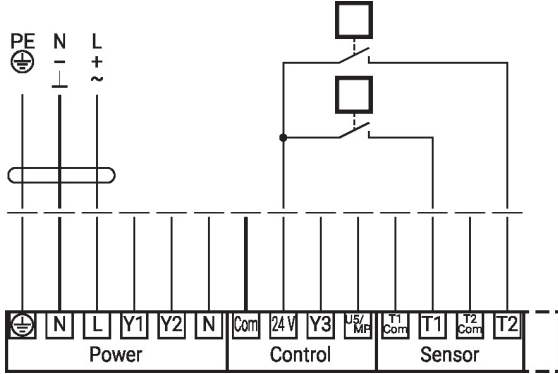 PE N L
– +
⊥ ~
N L Y1 Y2 N Com 24 V Y3 U5/MP T1 Com T1 T2 Com T2
Power Control Sensor